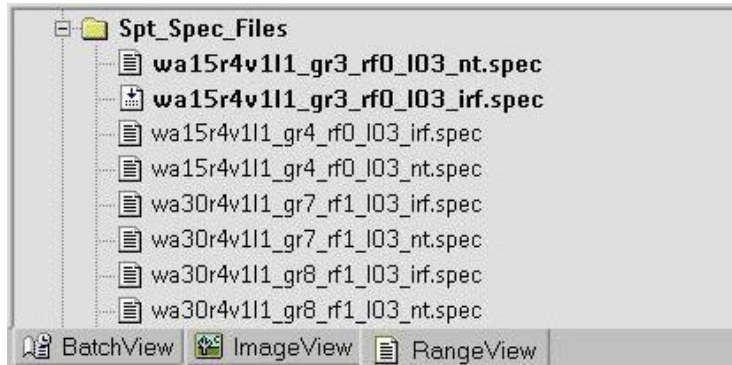 Spt_Spec_Files
wa15r4v1l1_gr3_rf0_l03_nt.spec
wa15r4v1l1_gr3_rf0_l03_irf.spec
wa15r4v1l1_gr4_rf0_l03_irf.spec
wa15r4v1l1_gr4_rf0_l03_nt.spec
wa30r4v1l1_gr7_rf1_l03_irf.spec
wa30r4v1l1_gr7_rf1_l03_nt.spec
wa30r4v1l1_gr8_rf1_l03_irf.spec
wa30r4v1l1_gr8_rf1_l03_nt.spec
BatchView ImageView RangeView